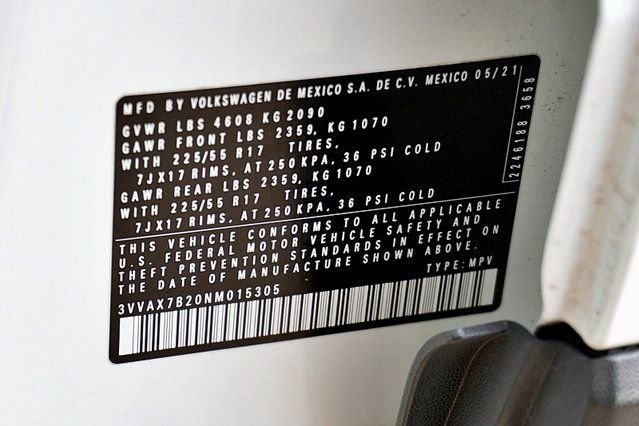 MFD BY VOLKSWAGEN DE MEXICO S.A. DE C.V. MEXICO 05/21
GVWR LBS 4608 KG 2090
GAWR FRONT LBS 2359, KG 1070
WITH 225/55 R17 TIRES,
7JX17 RIMS, AT 250 KPA, 36 PSI COLD
GAWR REAR LBS 2359, KG 1070
WITH 225/55 R17 TIRES,
7JX17 RIMS, AT 250 KPA, 36 PSI COLD
2246188 3658
THIS VEHICLE CONFORMS TO ALL APPLICABLE
U.S. FEDERAL MOTOR VEHICLE SAFETY AND
THEFT PREVENTION STANDARDS IN EFFECT ON
THE DATE OF MANUFACTURE SHOWN ABOVE.
3VVAX7B20NM015305 TYPE: MPV